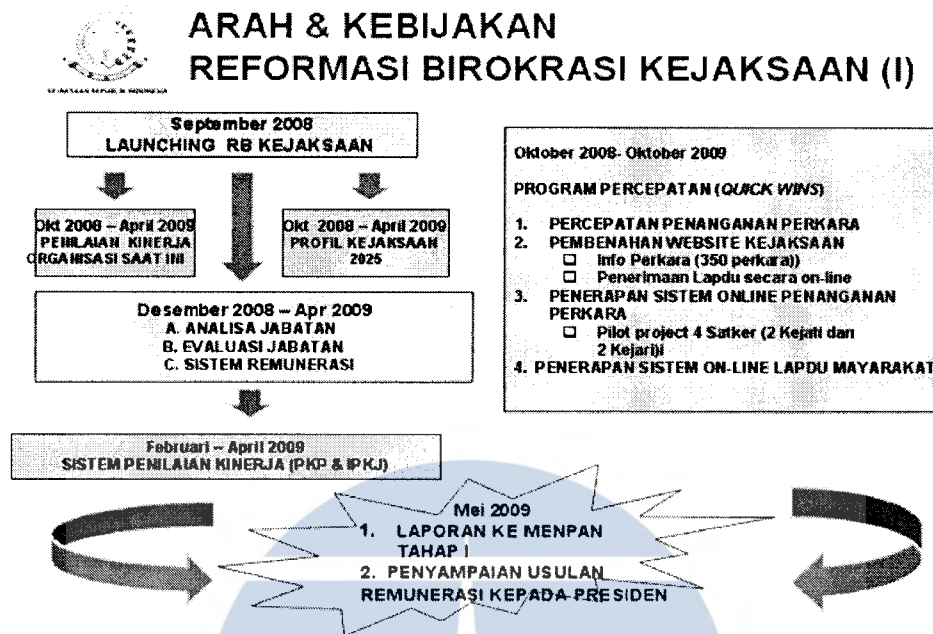 ARAH & KEBIJAKAN
REFORMASI BIROKRASI KEJAKSAAN (I)
KEJAKSAAN REPUBLIK INDONESIA
September 2008
LAUNCHING RB KEJAKSAAN
Okt 2008 – April 2009
PENILAIAN KINERJA
ORGANISASI SAAT INI
Okt 2008 – April 2009
PROFIL KEJAKSAAN
2025
Desember 2008 – Apr 2009
A. ANALISA JABATAN
B. EVALUASI JABATAN
C. SISTEM REMUNERASI
Februari – April 2009
SISTEM PENILAIAN KINERJA (PKP & IPKJ)
Oktober 2008- Oktober 2009
PROGRAM PERCEPATAN (QUICK WINS)
1. PERCEPATAN PENANGANAN PERKARA
2. PEMBENAHAN WEBSITE KEJAKSAAN
Info Perkara (350 perkara))
Penerimaan Lapdu secara on-line
3. PENERAPAN SISTEM ONLINE PENANGANAN
PERKARA
Pilot project 4 Satker (2 Kejati dan
2 Kejari)i
4. PENERAPAN SISTEM ON-LINE LAPDU MAYARAKAT
Mei 2009
1. LAPORAN KE MENPAN
TAHAP I
2. PENYAMPAIAN USULAN
REMUNERASI KEPADA PRESIDEN